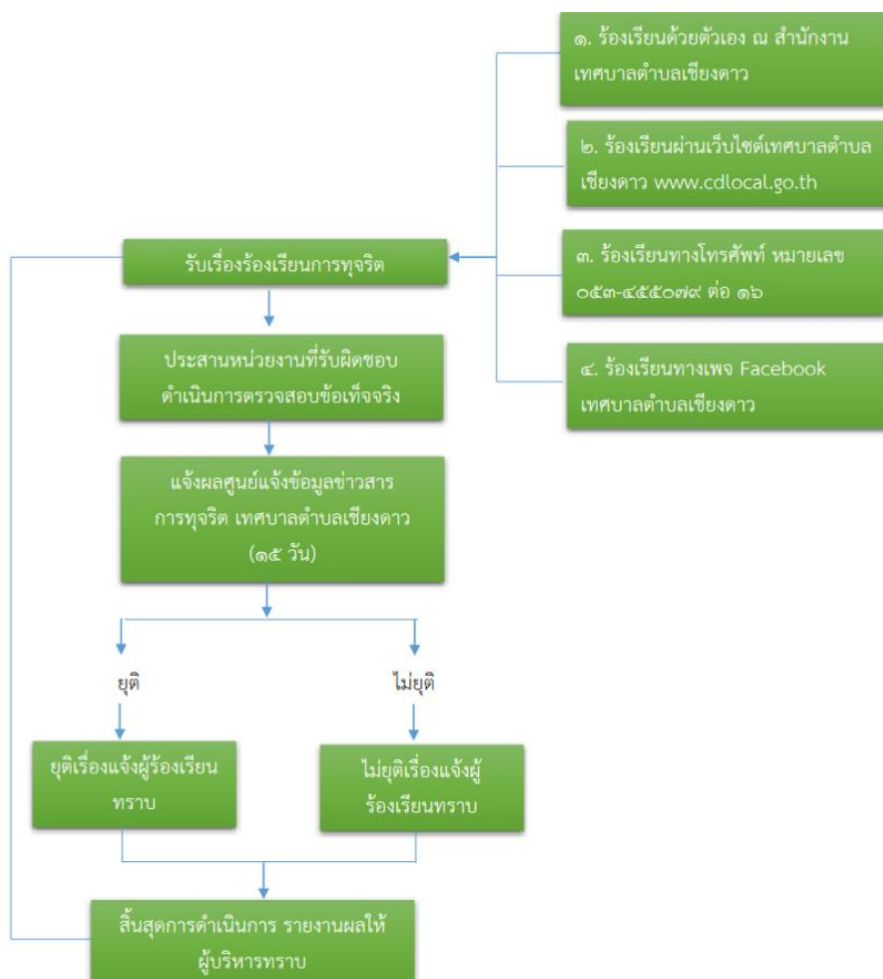 ๑. ร้องเรียนด้วยตัวเอง ณ สำนักงาน
เทศบาลตำบลเชียงดาว
๒. ร้องเรียนผ่านเว็บไซต์เทศบาลตำบล
เชียงดาว www.cdlocal.go.th
๓. ร้องเรียนทางโทรศัพท์ หมายเลข
๐๕๓-๔๕๕๐๗๙ ต่อ ๑๖
๔. ร้องเรียนทางเพจ Facebook
เทศบาลตำบลเชียงดาว
รับเรื่องร้องเรียนการทุจริต
ประสานหน่วยงานที่รับผิดชอบ
ดำเนินการตรวจสอบข้อเท็จจริง
แจ้งผลศูนย์แจ้งข้อมูลข่าวสาร
การทุจริต เทศบาลตำบลเชียงดาว
(๑๕ วัน)
ยุติ
ไม่ยุติ
ยุติเรื่องแจ้งผู้ร้องเรียน
ทราบ
ไม่ยุติเรื่องแจ้งผู้
ร้องเรียนทราบ
สิ้นสุดการดำเนินการ รายงานผลให้
ผู้บริหารทราบ